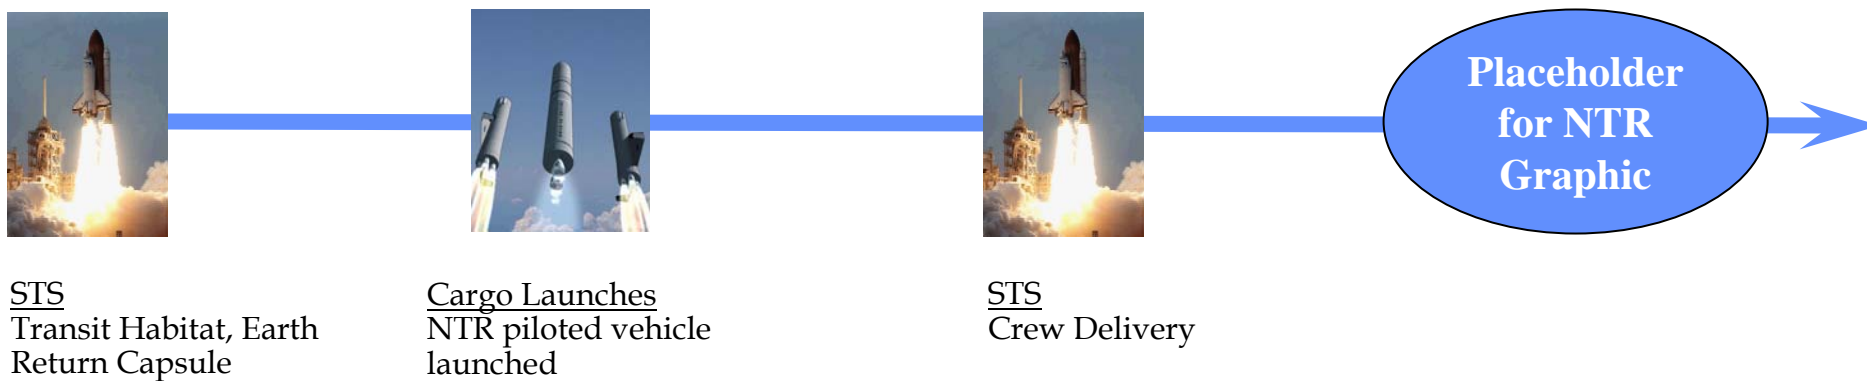 Placeholder
for NTR
Graphic
STS
Transit Habitat, Earth
Return Capsule
Cargo Launches
NTR piloted vehicle
launched
STS
Crew Delivery